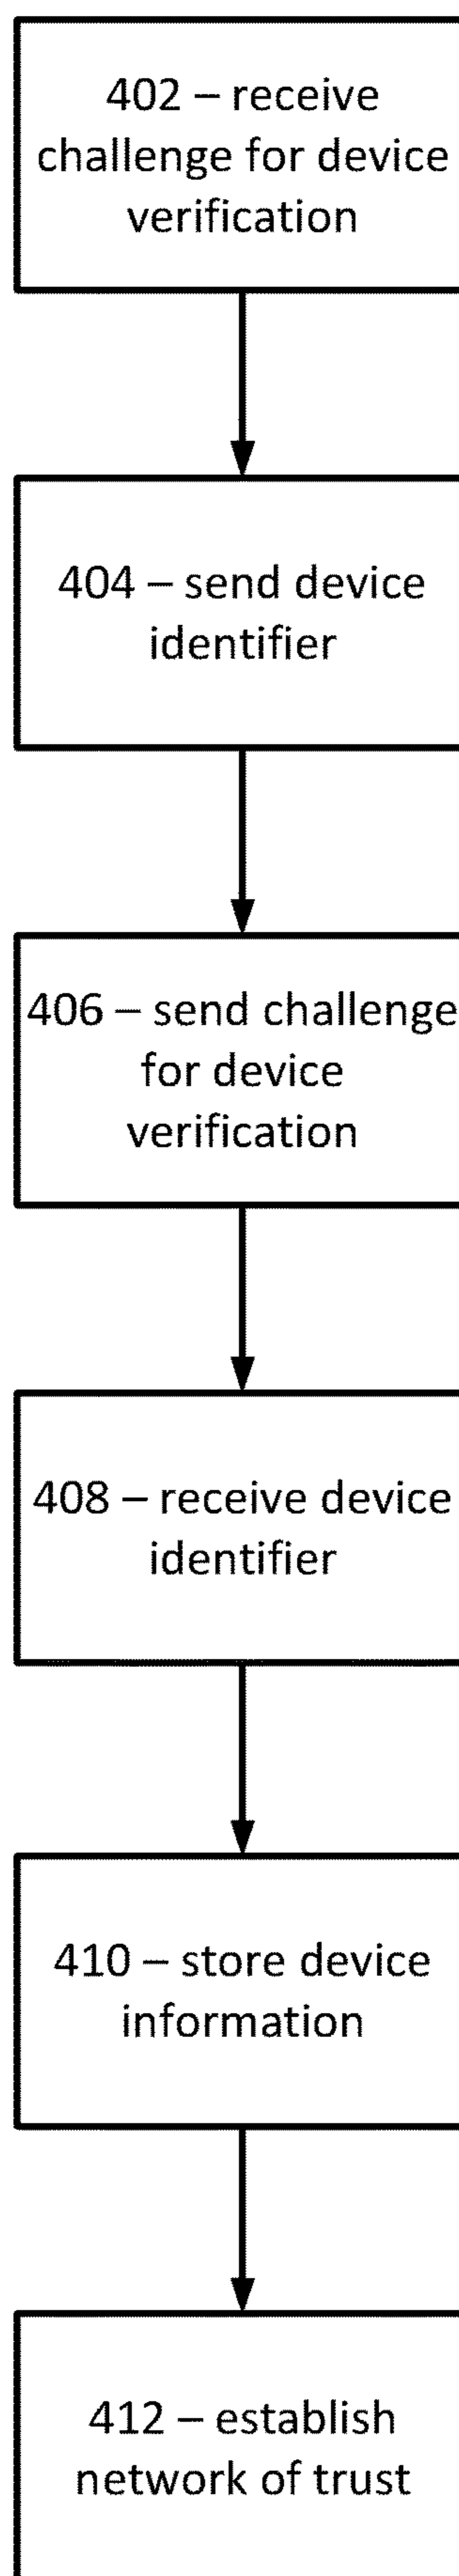 402 – receive
challenge for device
verification
404 – send device
identifier
406 – send challenge
for device
verification
408 – receive device
identifier
410 – store device
information
412 – establish
network of trust